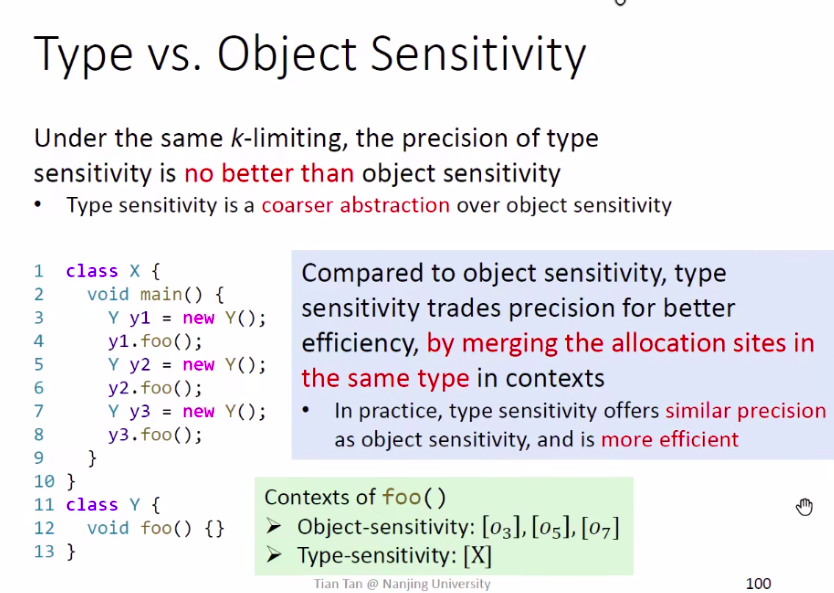 Type vs. Object Sensitivity
Under the same k-limiting, the precision of type
sensitivity is no better than object sensitivity
• Type sensitivity is a coarser abstraction over object sensitivity
1 class X {
2 void main() {
3 Y y1 = new Y();
4 y1.foo();
5 Y y2 = new Y();
6 y2.foo();
7 Y y3 = new Y();
8 y3.foo();
9 }
10 }
11 class Y {
12 void foo() {}
13 }
Compared to object sensitivity, type
sensitivity trades precision for better
efficiency, by merging the allocation sites in
the same type in contexts
• In practice, type sensitivity offers similar precision
as object sensitivity, and is more efficient
Contexts of foo()
➢ Object-sensitivity: [o₃], [o₅], [o₇]
➢ Type-sensitivity: [X]
Tian Tan @ Nanjing University
100